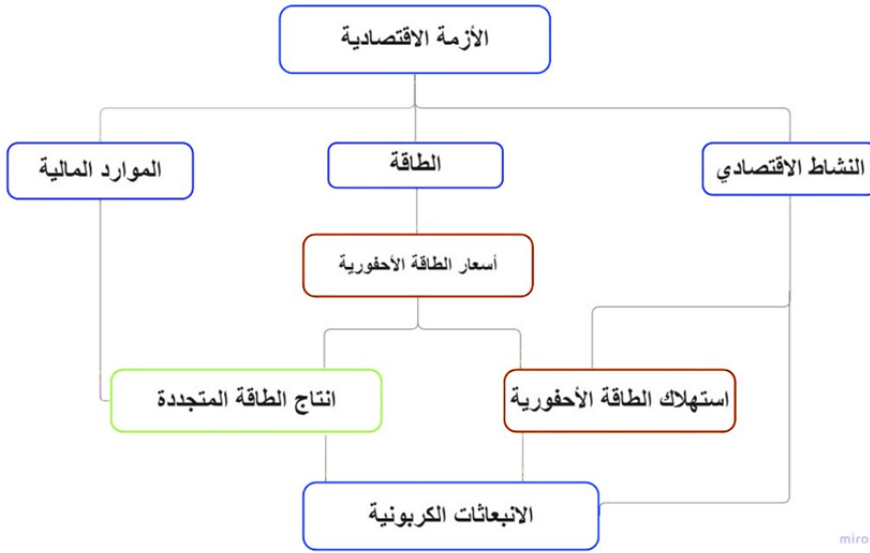 الأزمة الاقتصادية
النشاط الاقتصادي
الطاقة
الموارد المالية
أسعار الطاقة الأحفورية
استهلاك الطاقة الأحفورية
انتاج الطاقة المتجددة
الانبعاثات الكربونية
miro